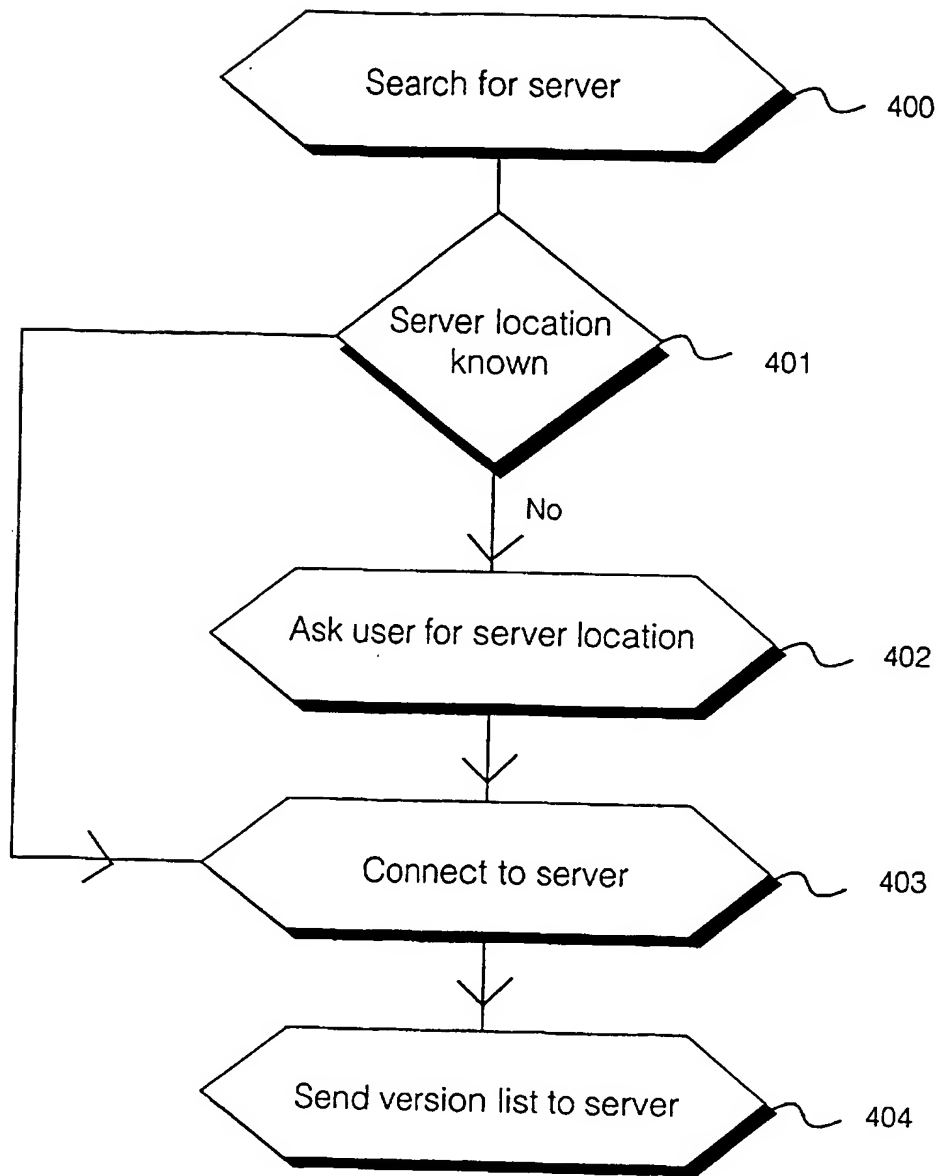 Search for server
400
Server location
known
401
No
Ask user for server location
402
Connect to server
403
Send version list to server
404